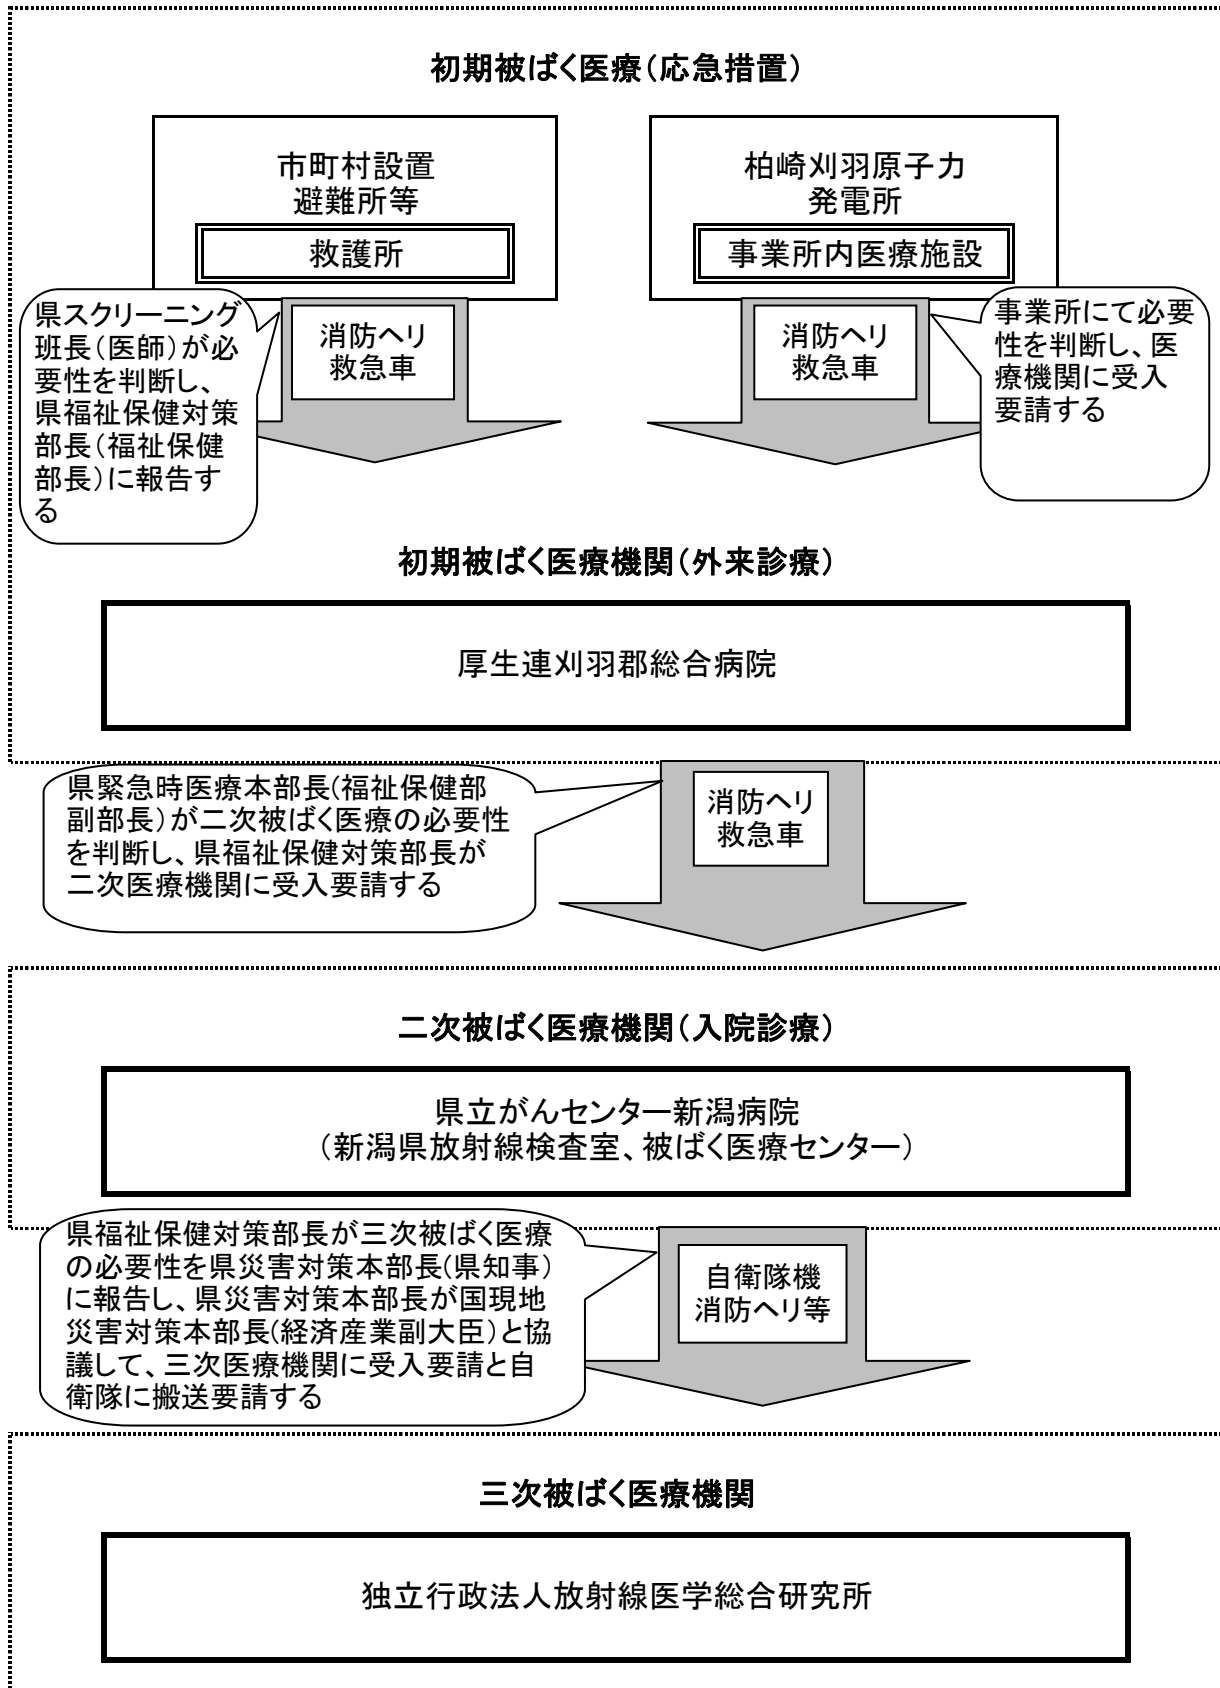 初期被ばく医療（応急措置）
市町村設置
避難所等
救護所
柏崎刈羽原子力
発電所
事業所内医療施設
県スクリーニング
班長（医師）が必
要性を判断し、
県福祉保健対策
部長（福祉保健
部長）に報告す
る
消防ヘリ
救急車
消防ヘリ
救急車
事業所にて必要
性を判断し、医
療機関に受入
要請する
初期被ばく医療機関（外来診療）
厚生連刈羽郡総合病院
県緊急時医療本部長(福祉保健部
副部長）が二次被ばく医療の必要性
を判断し、県福祉保健対策部長が
二次医療機関に受入要請する
消防ヘリ
救急車
二次被ばく医療機関（入院診療）
県立がんセンター新潟病院
（新潟県放射線検査室、被ばく医療センター）
県福祉保健対策部長が三次被ばく医療
の必要性を県災害対策本部長(県知事）
に報告し、県災害対策本部長が国現地
災害対策本部長(経済産業副大臣）と協
議して、三次医療機関に受入要請と自
衛隊に搬送要請する
自衛隊機
消防ヘリ等
三次被ばく医療機関
独立行政法人放射線医学総合研究所